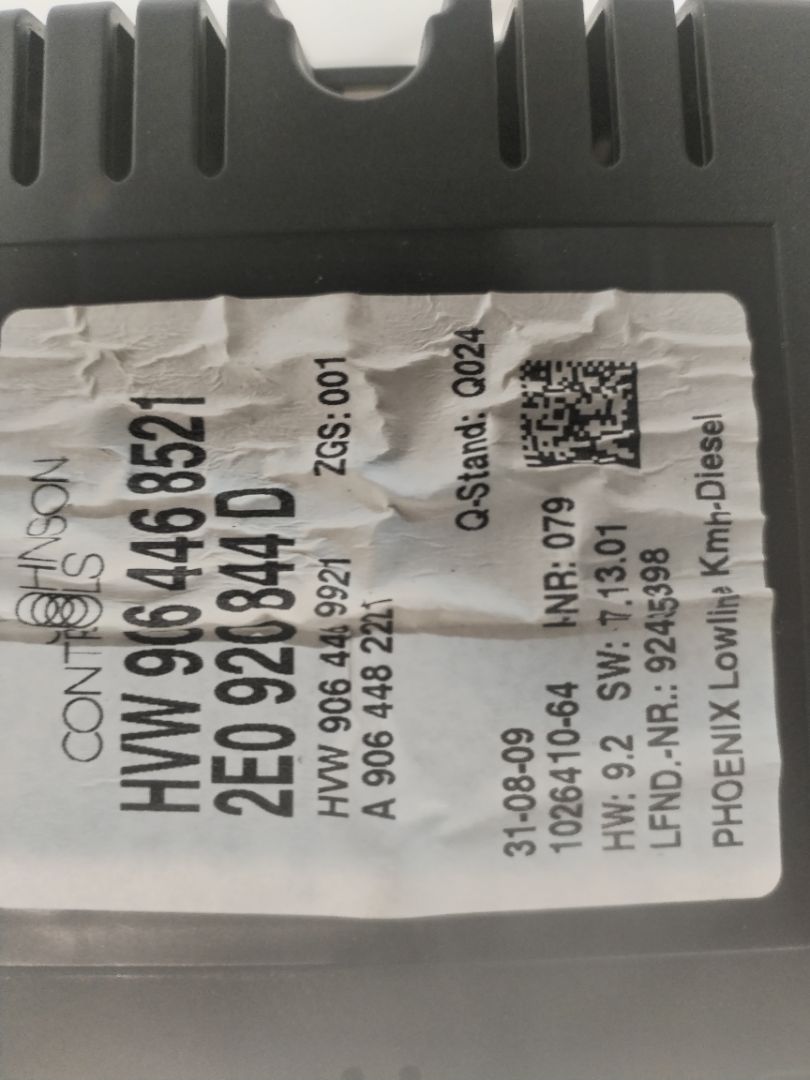 JOHNSON
CONTROLS
HVW 906 446 8521
2E0 920 844 D
HVW 906 446 9921 ZGS: 001
A 906 448 2221
Q-Stand: Q024
31-08-09
1026410-64 I-NR: 079
HW: 9.2 SW: 7.13.01
LFND.-NR.:
PHOENIX Lowline Kmh-Diesel